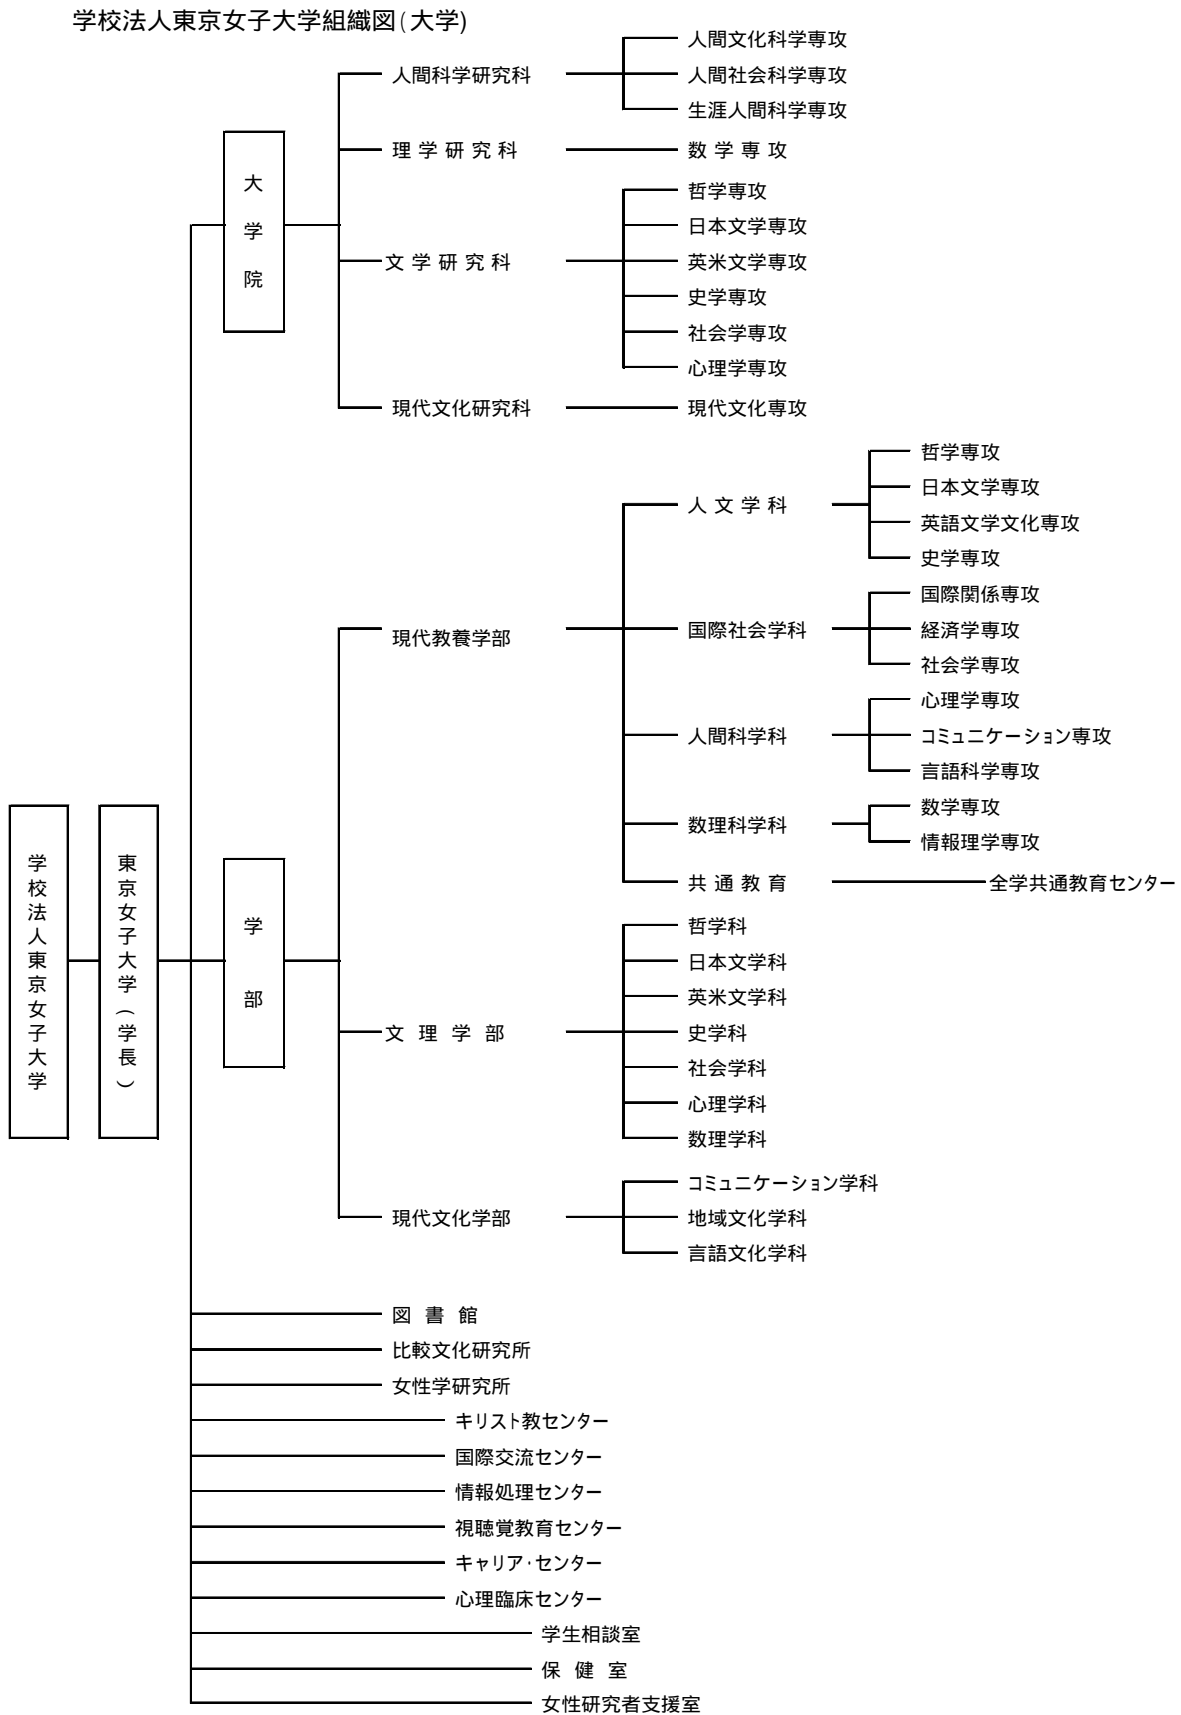 学校法人東京女子大学組織図(大学)
人間文化科学専攻
人間科学研究科
人間社会科学専攻
生涯人間科学専攻
理学研究科
数学専攻
大学院
哲学専攻
日本文学専攻
文学研究科
英米文学専攻
史学専攻
社会学専攻
心理学専攻
現代文化研究科
現代文化専攻
哲学専攻
日本文学専攻
人文学科
英語文学文化専攻
史学専攻
国際関係専攻
現代教養学部
国際社会学科
経済学専攻
社会学専攻
心理学専攻
人間科学科
コミュニケーション専攻
言語科学専攻
数学専攻
数理科学科
情報理学専攻
共通教育
全学共通教育センター
学校法人東京女子大学
東京女子大学(学長)
学部
哲学科
日本文学科
英米文学科
文理学部
史学科
社会学科
心理学科
数理学科
コミュニケーション学科
現代文化学部
地域文化学科
言語文化学科
図書館
比較文化研究所
女性学研究所
キリスト教センター
国際交流センター
情報処理センター
視聴覚教育センター
キャリア・センター
心理臨床センター
学生相談室
保健室
女性研究者支援室